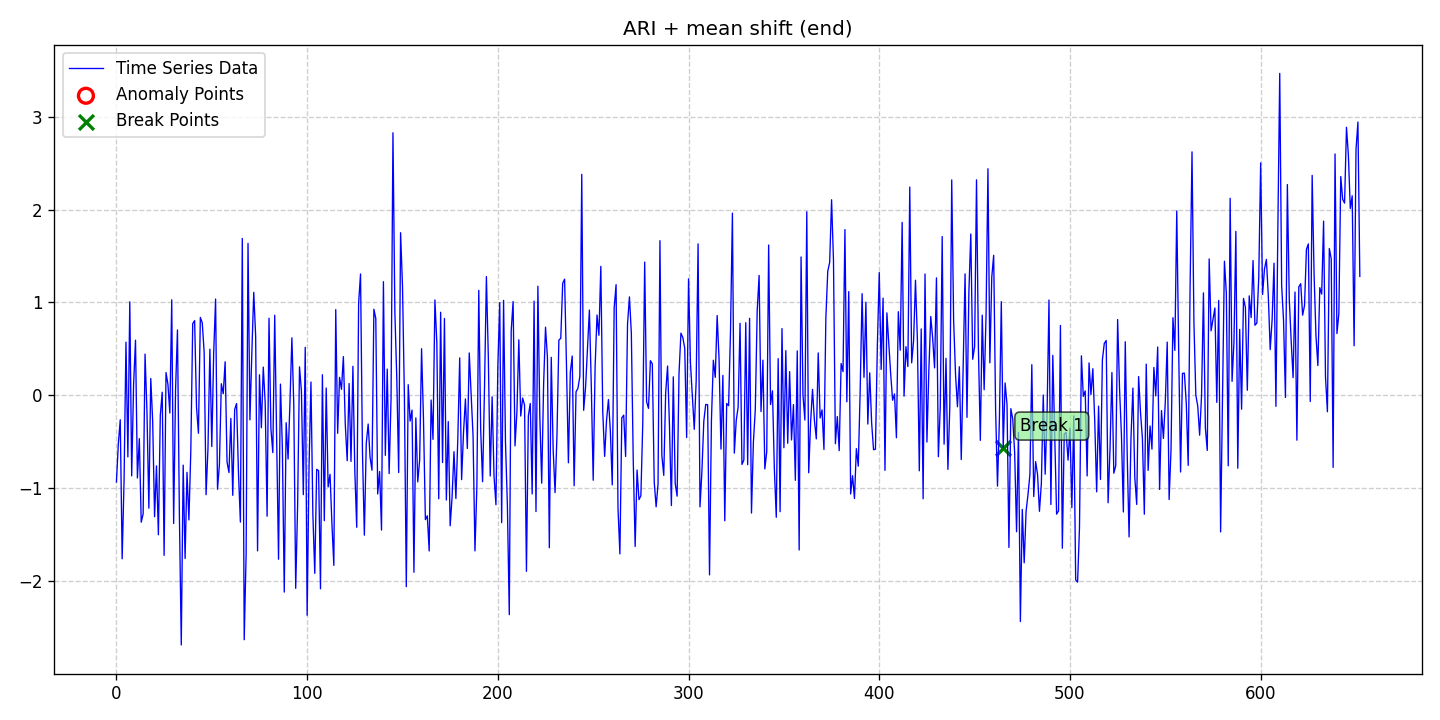 ARI + mean shift (end)
Time Series Data
Anomaly Points
Break Points
3
2
1
0
−1
−2
Break 1
0
100
200
300
400
500
600